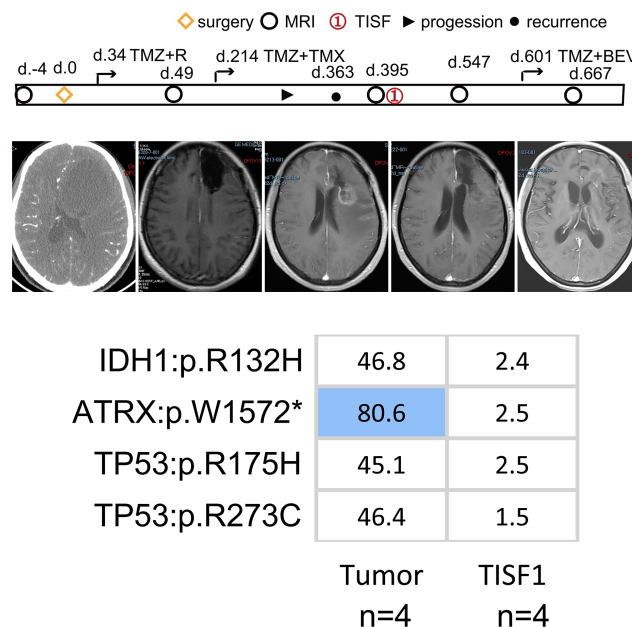 surgery MRI ① TISF progession recurrence
d.-4 d.0 d.34 TMZ+R d.49 d.214 TMZ+TMX d.363 d.395 d.547 d.601 TMZ+BEV d.667
①
IDH1:p.R132H 46.8 2.4
ATRX:p.W1572* 80.6 2.5
TP53:p.R175H 45.1 2.5
TP53:p.R273C 46.4 1.5
Tumor TISF1
n=4 n=4